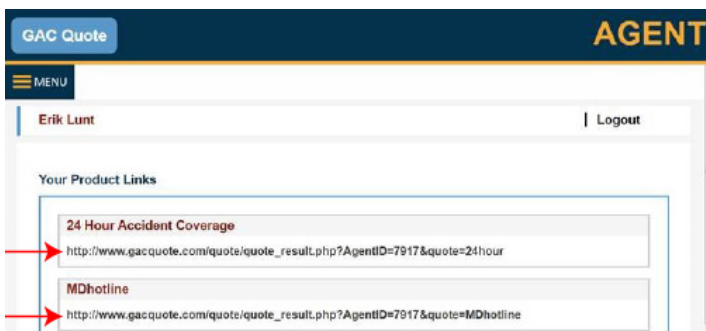 GAC Quote
AGENT
MENU
Erik Lunt
| Logout
Your Product Links
24 Hour Accident Coverage
http://www.gacquote.com/quote/quote_result.php?AgentID=7917&quote=24hour
MDhotline
http://www.gacquote.com/quote/quote_result.php?AgentID=7917&quote=MDhotline